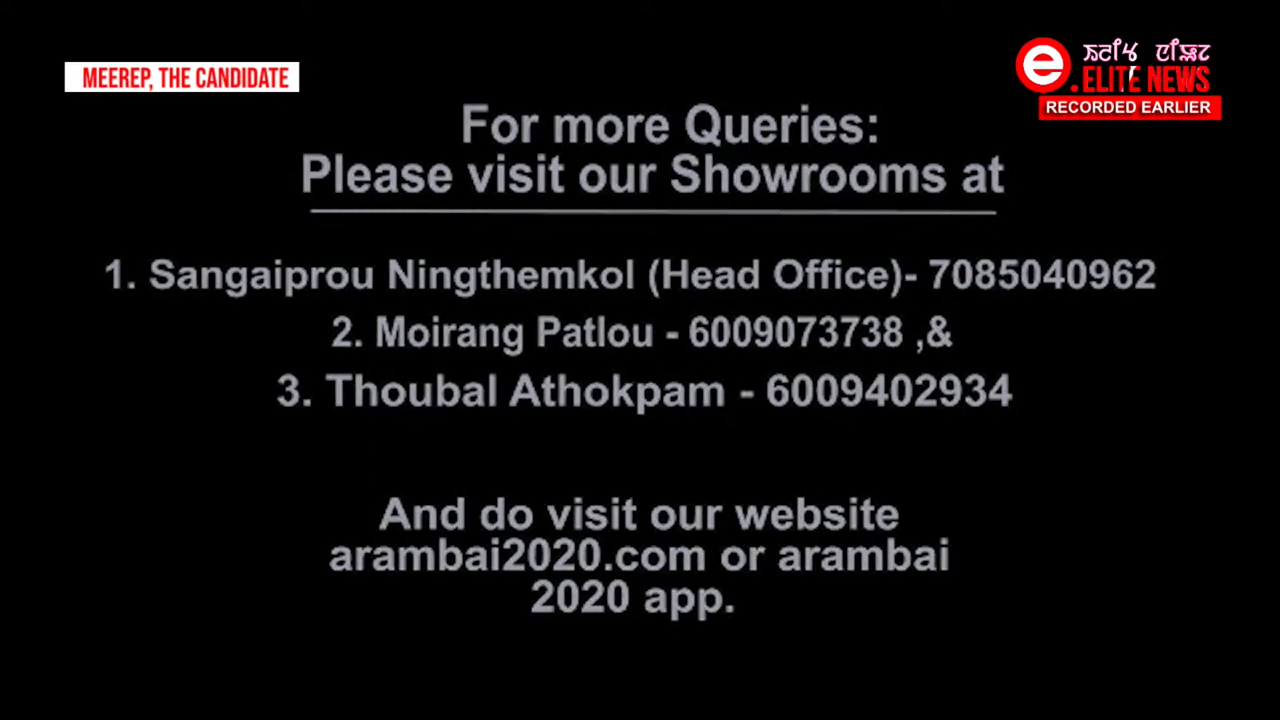 MEEREP, THE CANDIDATE
e. ELITE NEWS
RECORDED EARLIER
For more Queries:
Please visit our Showrooms at
1. Sangaiprou Ningthemkol (Head Office)- 7085040962
2. Moirang Patlou - 6009073738 ,&
3. Thoubal Athokpam - 6009402934
And do visit our website
arambai2020.com or arambai
2020 app.